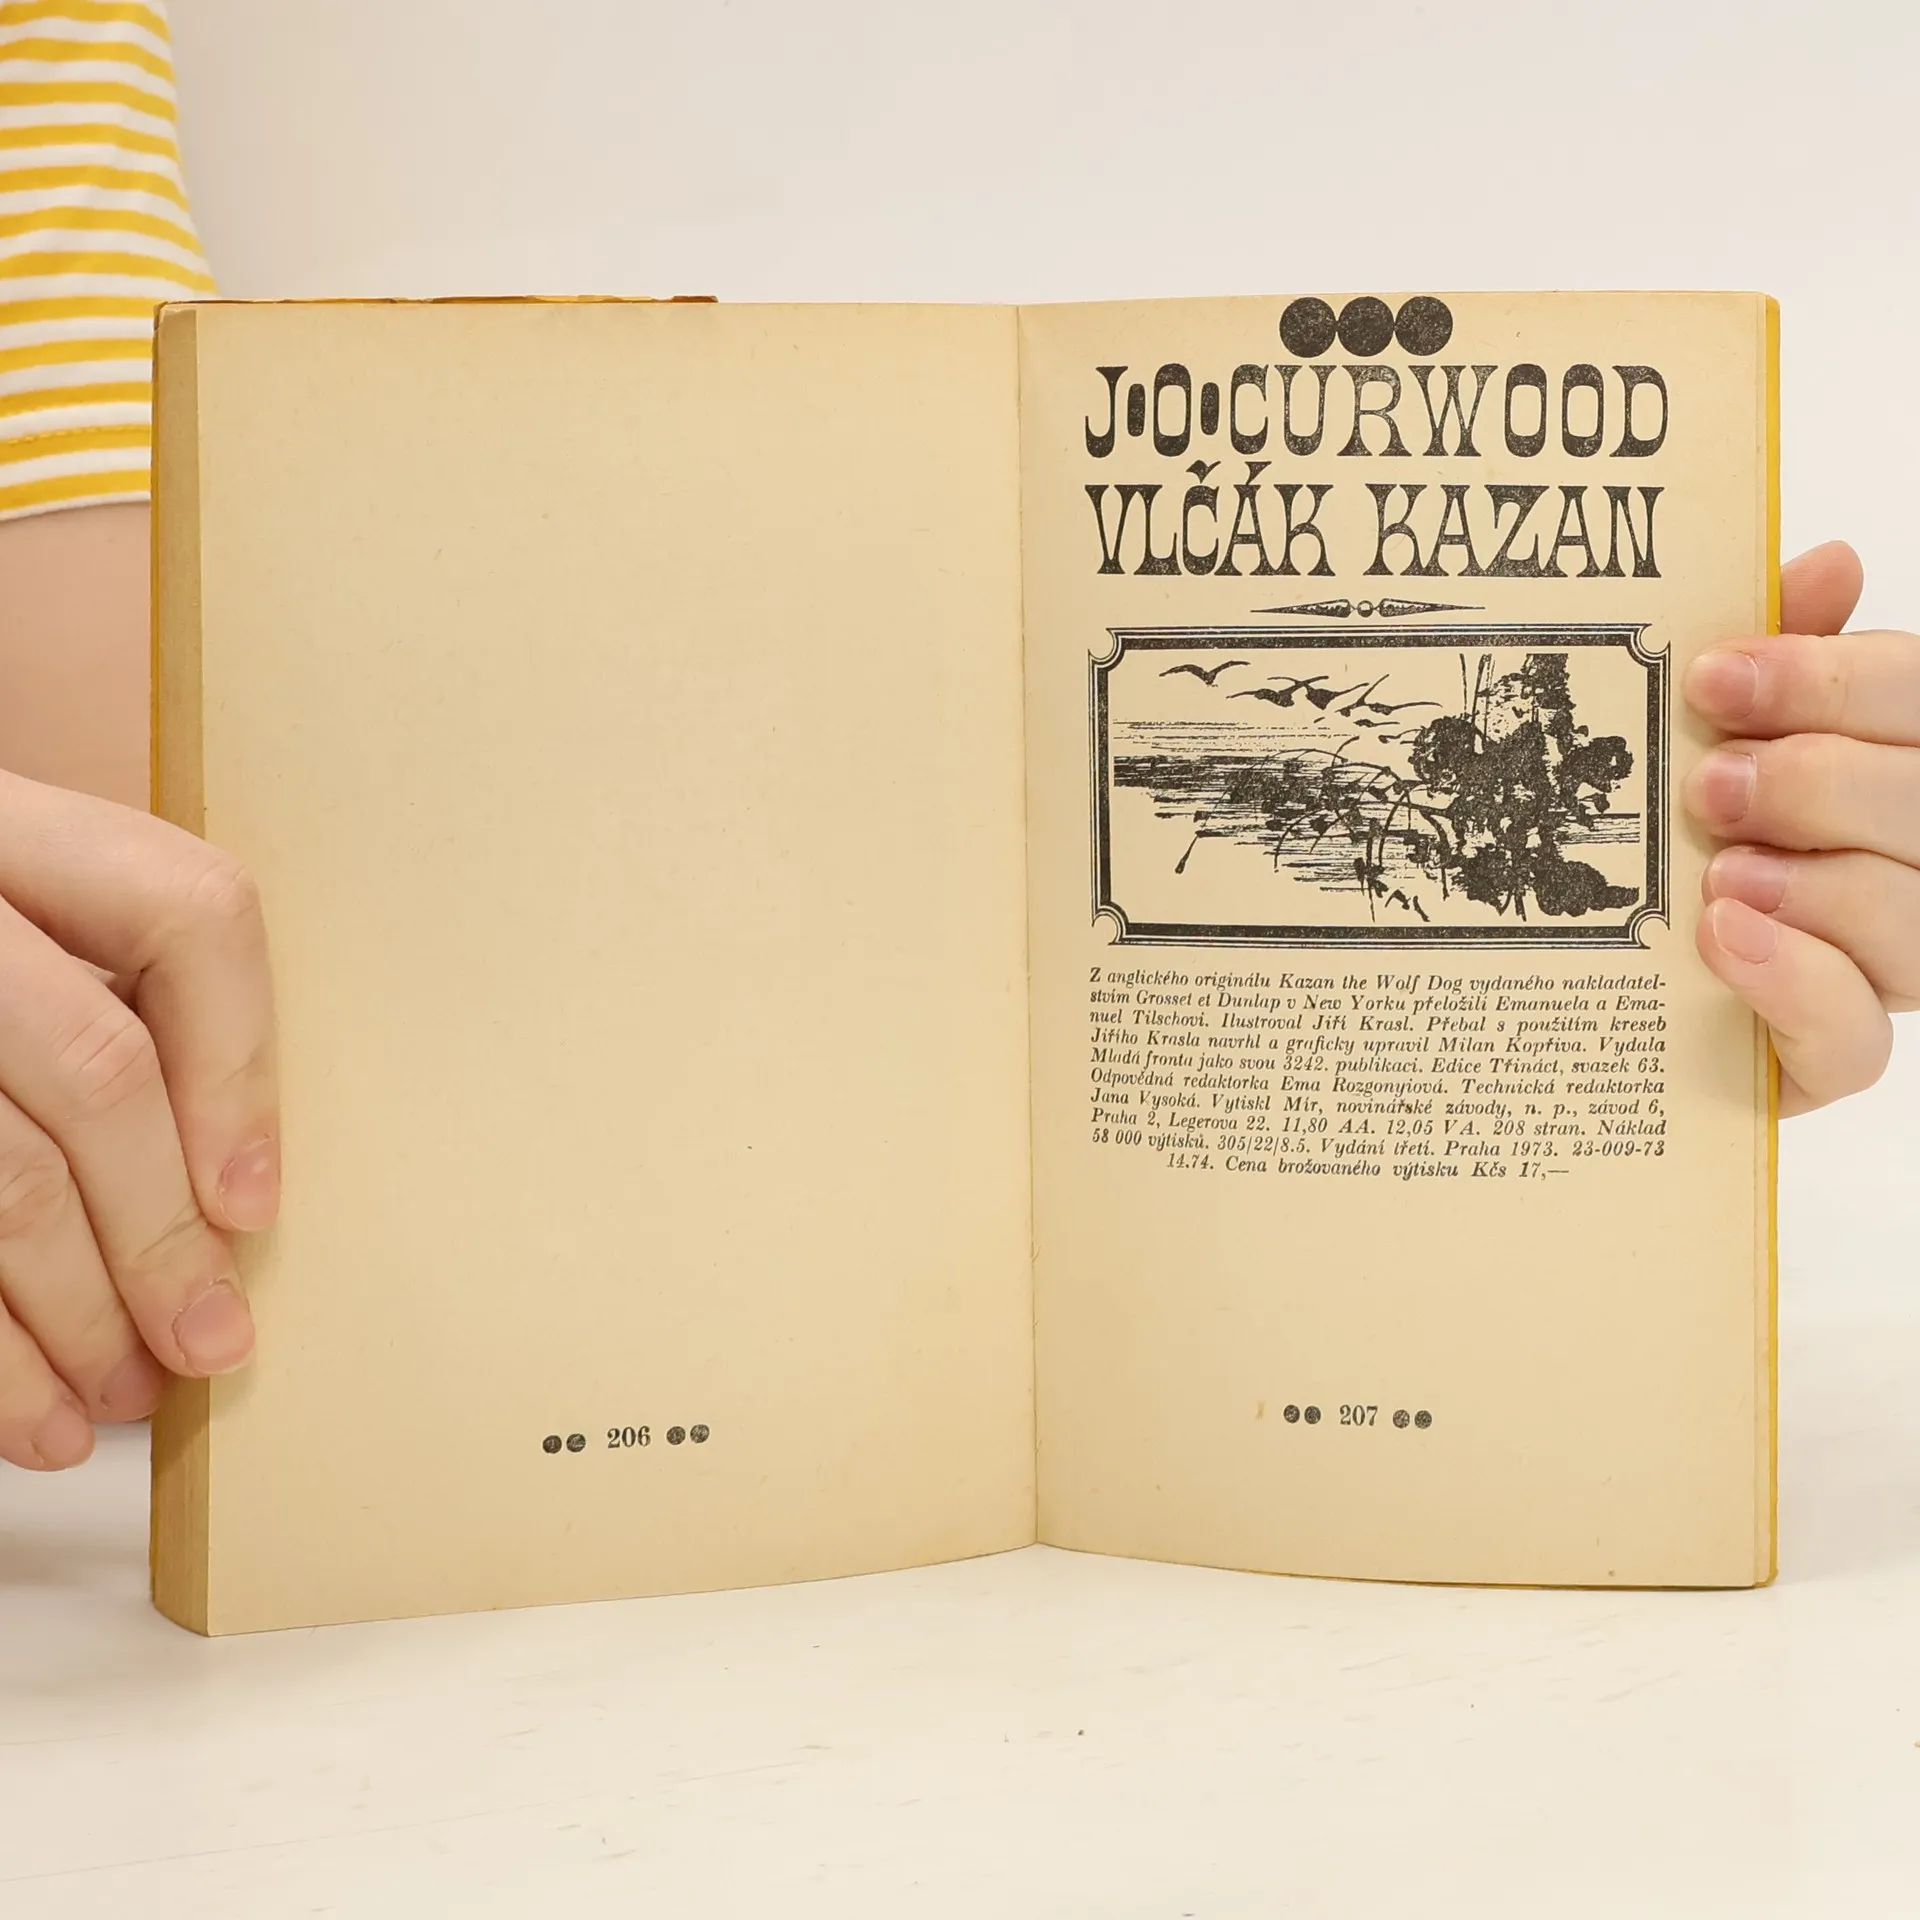 J•O•CURWOOD
VLČÁK KAZAN
Z anglického originálu Kazan the Wolf Dog vydaného nakladatel-
stvím Grosset et Dunlap v New Yorku přeložili Emanuela a Ema-
nuel Tilschovi. Ilustroval Jiří Krasl. Přebal s použitím kreseb
Jiřího Krasla navrhl a graficky upravil Milan Kopřiva. Vydala
Mladá fronta jako svou 3242. publikaci. Edice Třináct, svazek 63.
Odpovědná redaktorka Ema Rozgonyiová. Technická redaktorka
Jana Vysoká. Vytiskl Mír, novinářské závody, n. p., závod 6,
Praha 2, Legerova 22. 11,80 AA. 12,05 VA. 208 stran. Náklad
58 000 výtisků. 305/22/8.5. Vydání třetí. Praha 1973. 23-009-73
14.74. Cena brožovaného výtisku Kčs 17,—
206
207